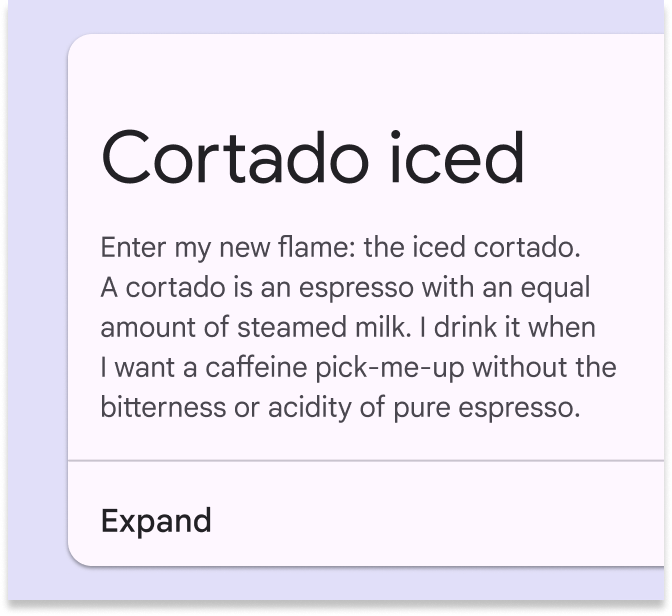 Cortado iced
Enter my new flame: the iced cortado.
A cortado is an espresso with an equal
amount of steamed milk. I drink it when
I want a caffeine pick-me-up without the
bitterness or acidity of pure espresso.
Expand